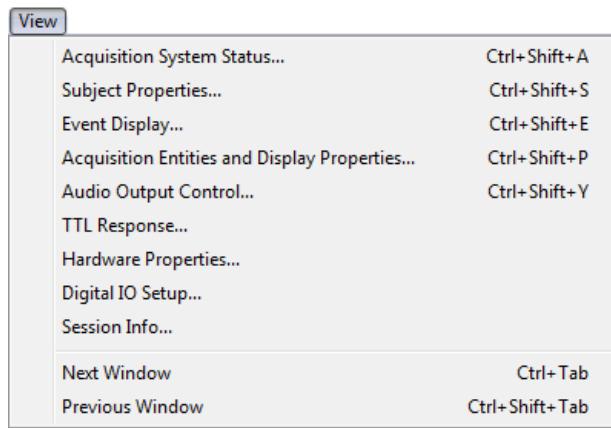 View
Acquisition System Status... Ctrl+Shift+A
Subject Properties... Ctrl+Shift+S
Event Display... Ctrl+Shift+E
Acquisition Entities and Display Properties... Ctrl+Shift+P
Audio Output Control... Ctrl+Shift+Y
TTL Response...
Hardware Properties...
Digital IO Setup...
Session Info...
Next Window Ctrl+Tab
Previous Window Ctrl+Shift+Tab